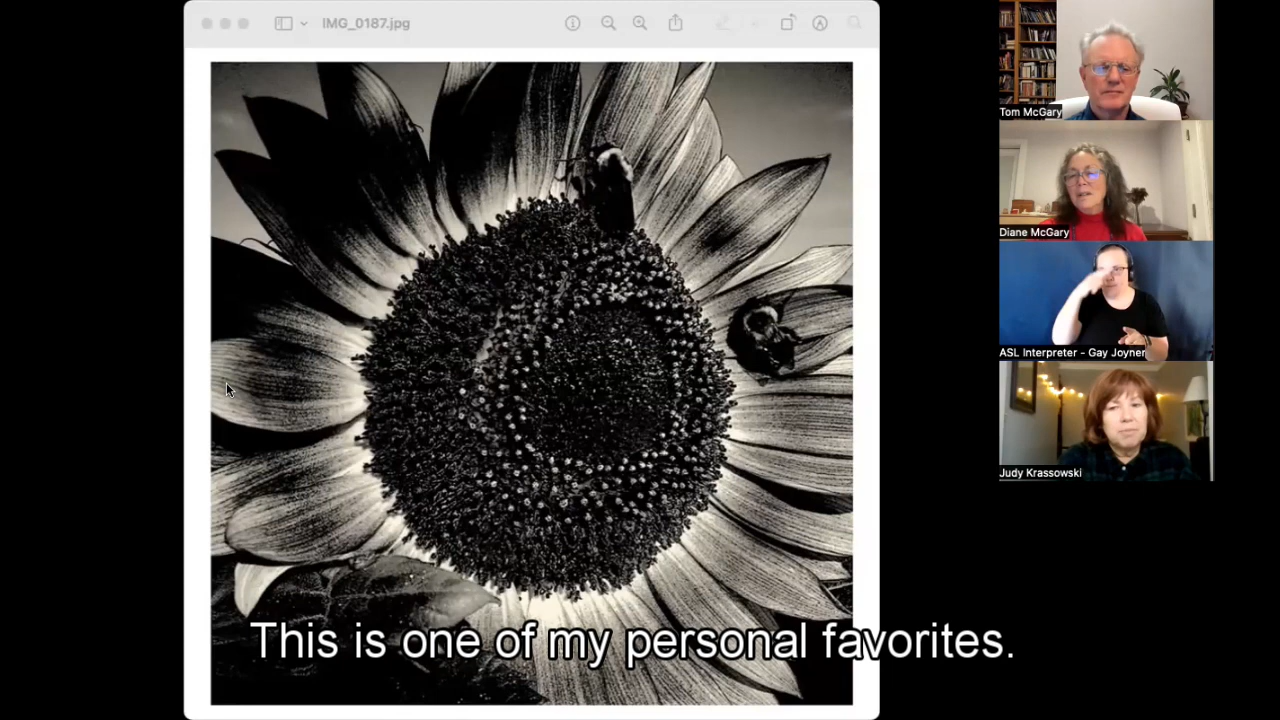 IMG_0187.jpg
Tom McGary
Diane McGary
ASL Interpreter - Gay Joyner
Judy Krassowski
This is one of my personal favorites.